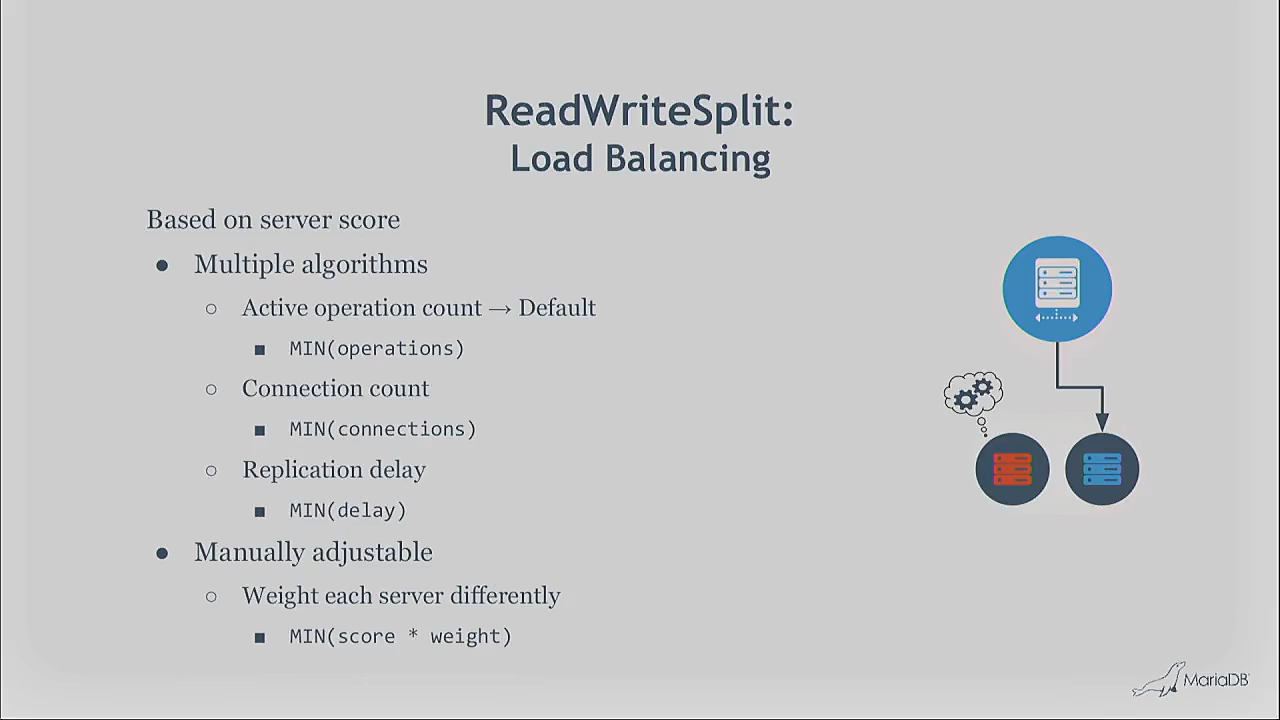 ReadWriteSplit:
Load Balancing
Based on server score
● Multiple algorithms
○ Active operation count → Default
■ MIN(operations)
○ Connection count
■ MIN(connections)
○ Replication delay
■ MIN(delay)
● Manually adjustable
○ Weight each server differently
■ MIN(score * weight)
MariaDB